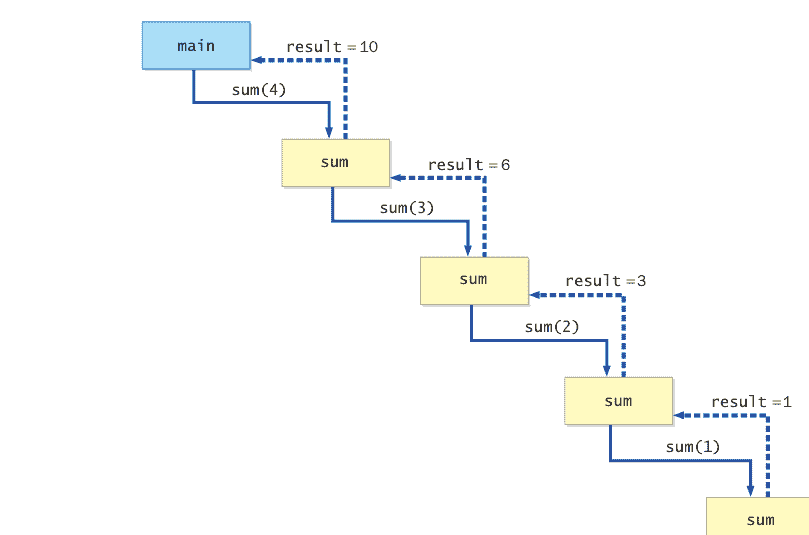 main
result = 10
sum(4)
sum
result = 6
sum(3)
sum
result = 3
sum(2)
sum
result = 1
sum(1)
sum